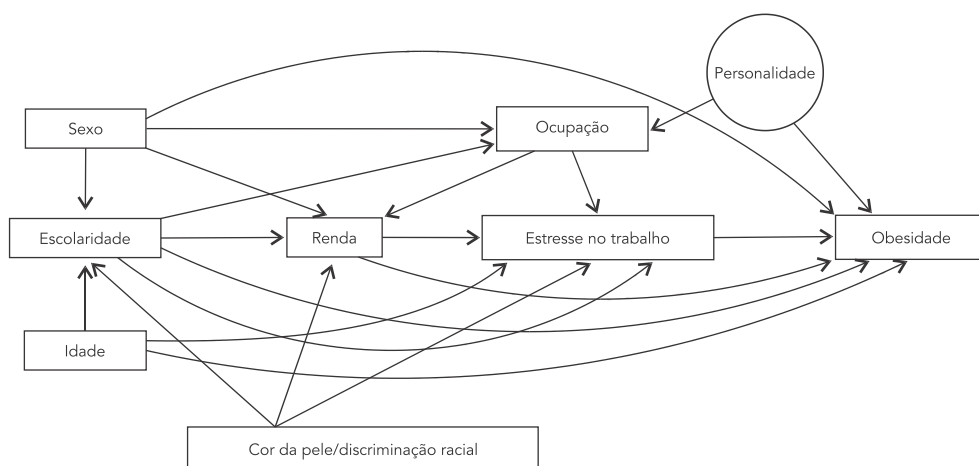 Personalidade
Sexo
Ocupação
Escolaridade
Renda
Estresse no trabalho
Obesidade
Idade
Cor da pele/discriminação racial